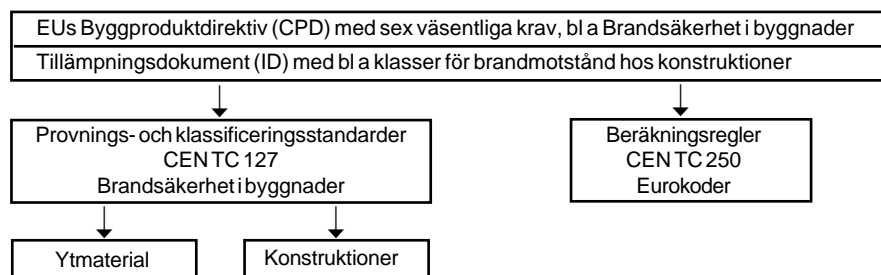 EUs Byggproduktdirektiv (CPD) med sex väsentliga krav, bl a Brandsäkerhet i byggnader
Tillämpningsdokument (ID) med bl a klasser för brandmotstånd hos konstruktioner
Provnings- och klassificeringsstandarder
CEN TC 127
Brandsäkerhet i byggnader
Beräkningsregler
CEN TC 250
Eurokoder
Ytmaterial
Konstruktioner